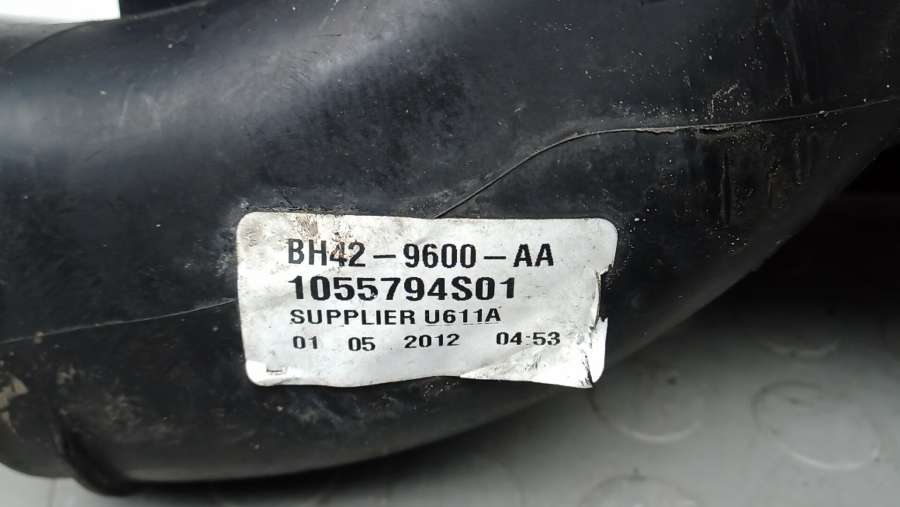 BH42-9600-AA
1055794S01
SUPPLIER U611A
01 05 2012 04:53